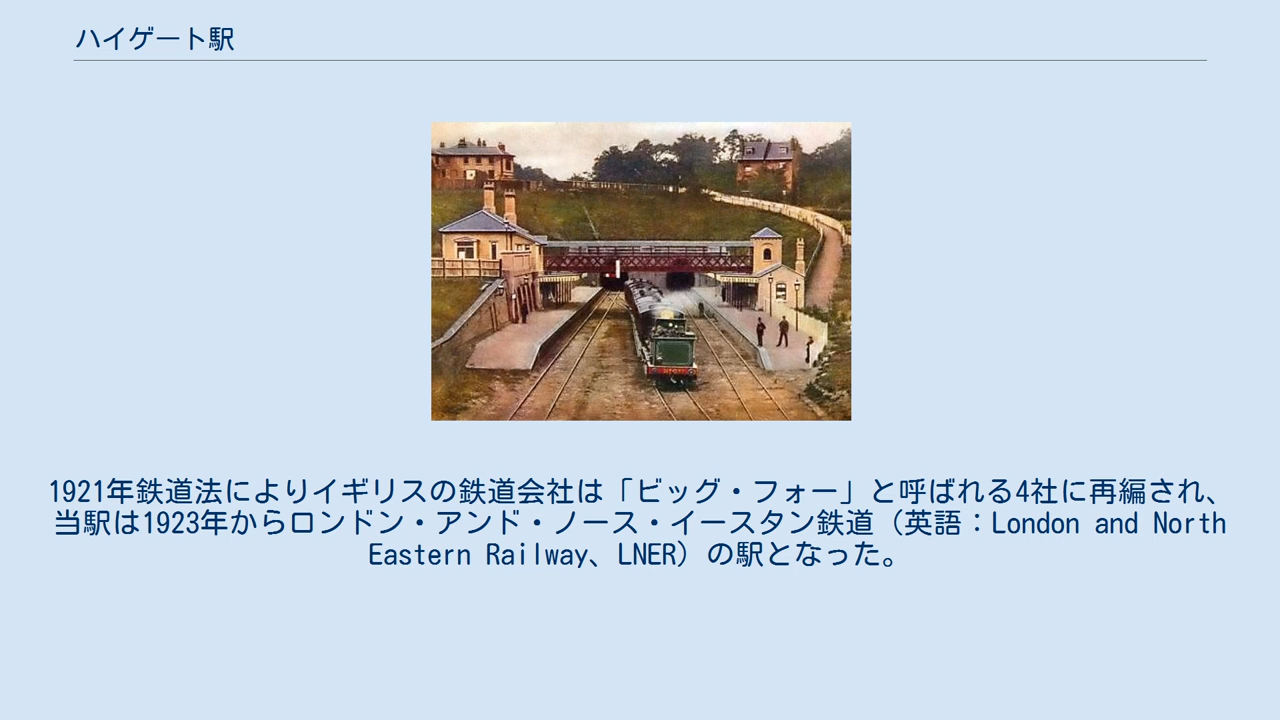 ハイゲート駅
1921年鉄道法によりイギリスの鉄道会社は「ビッグ・フォー」と呼ばれる4社に再編され、
当駅は1923年からロンドン・アンド・ノース・イースタン鉄道（英語：London and North
Eastern Railway、LNER）の駅となった。